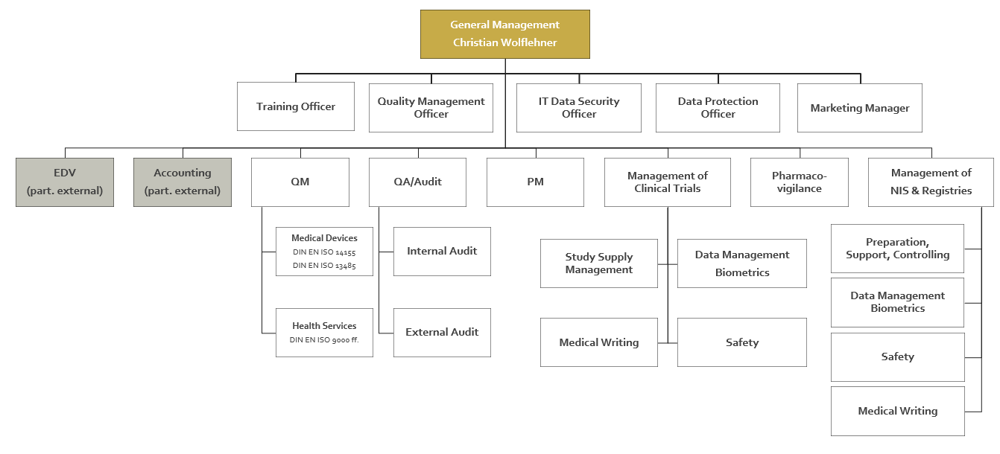 General Management
Christian Wolflehner
Training Officer
Quality Management
Officer
IT Data Security
Officer
Data Protection
Officer
Marketing Manager
EDV
(part. external)
Accounting
(part. external)
QM
QA/Audit
PM
Management of
Clinical Trials
Pharmaco-
vigilance
Management of
NIS & Registries
Medical Devices
DIN EN ISO 14155
DIN EN ISO 13485
Health Services
DIN EN ISO 9000 ff.
Internal Audit
External Audit
Study Supply
Management
Data Management
Biometrics
Medical Writing
Safety
Preparation,
Support, Controlling
Data Management
Biometrics
Safety
Medical Writing